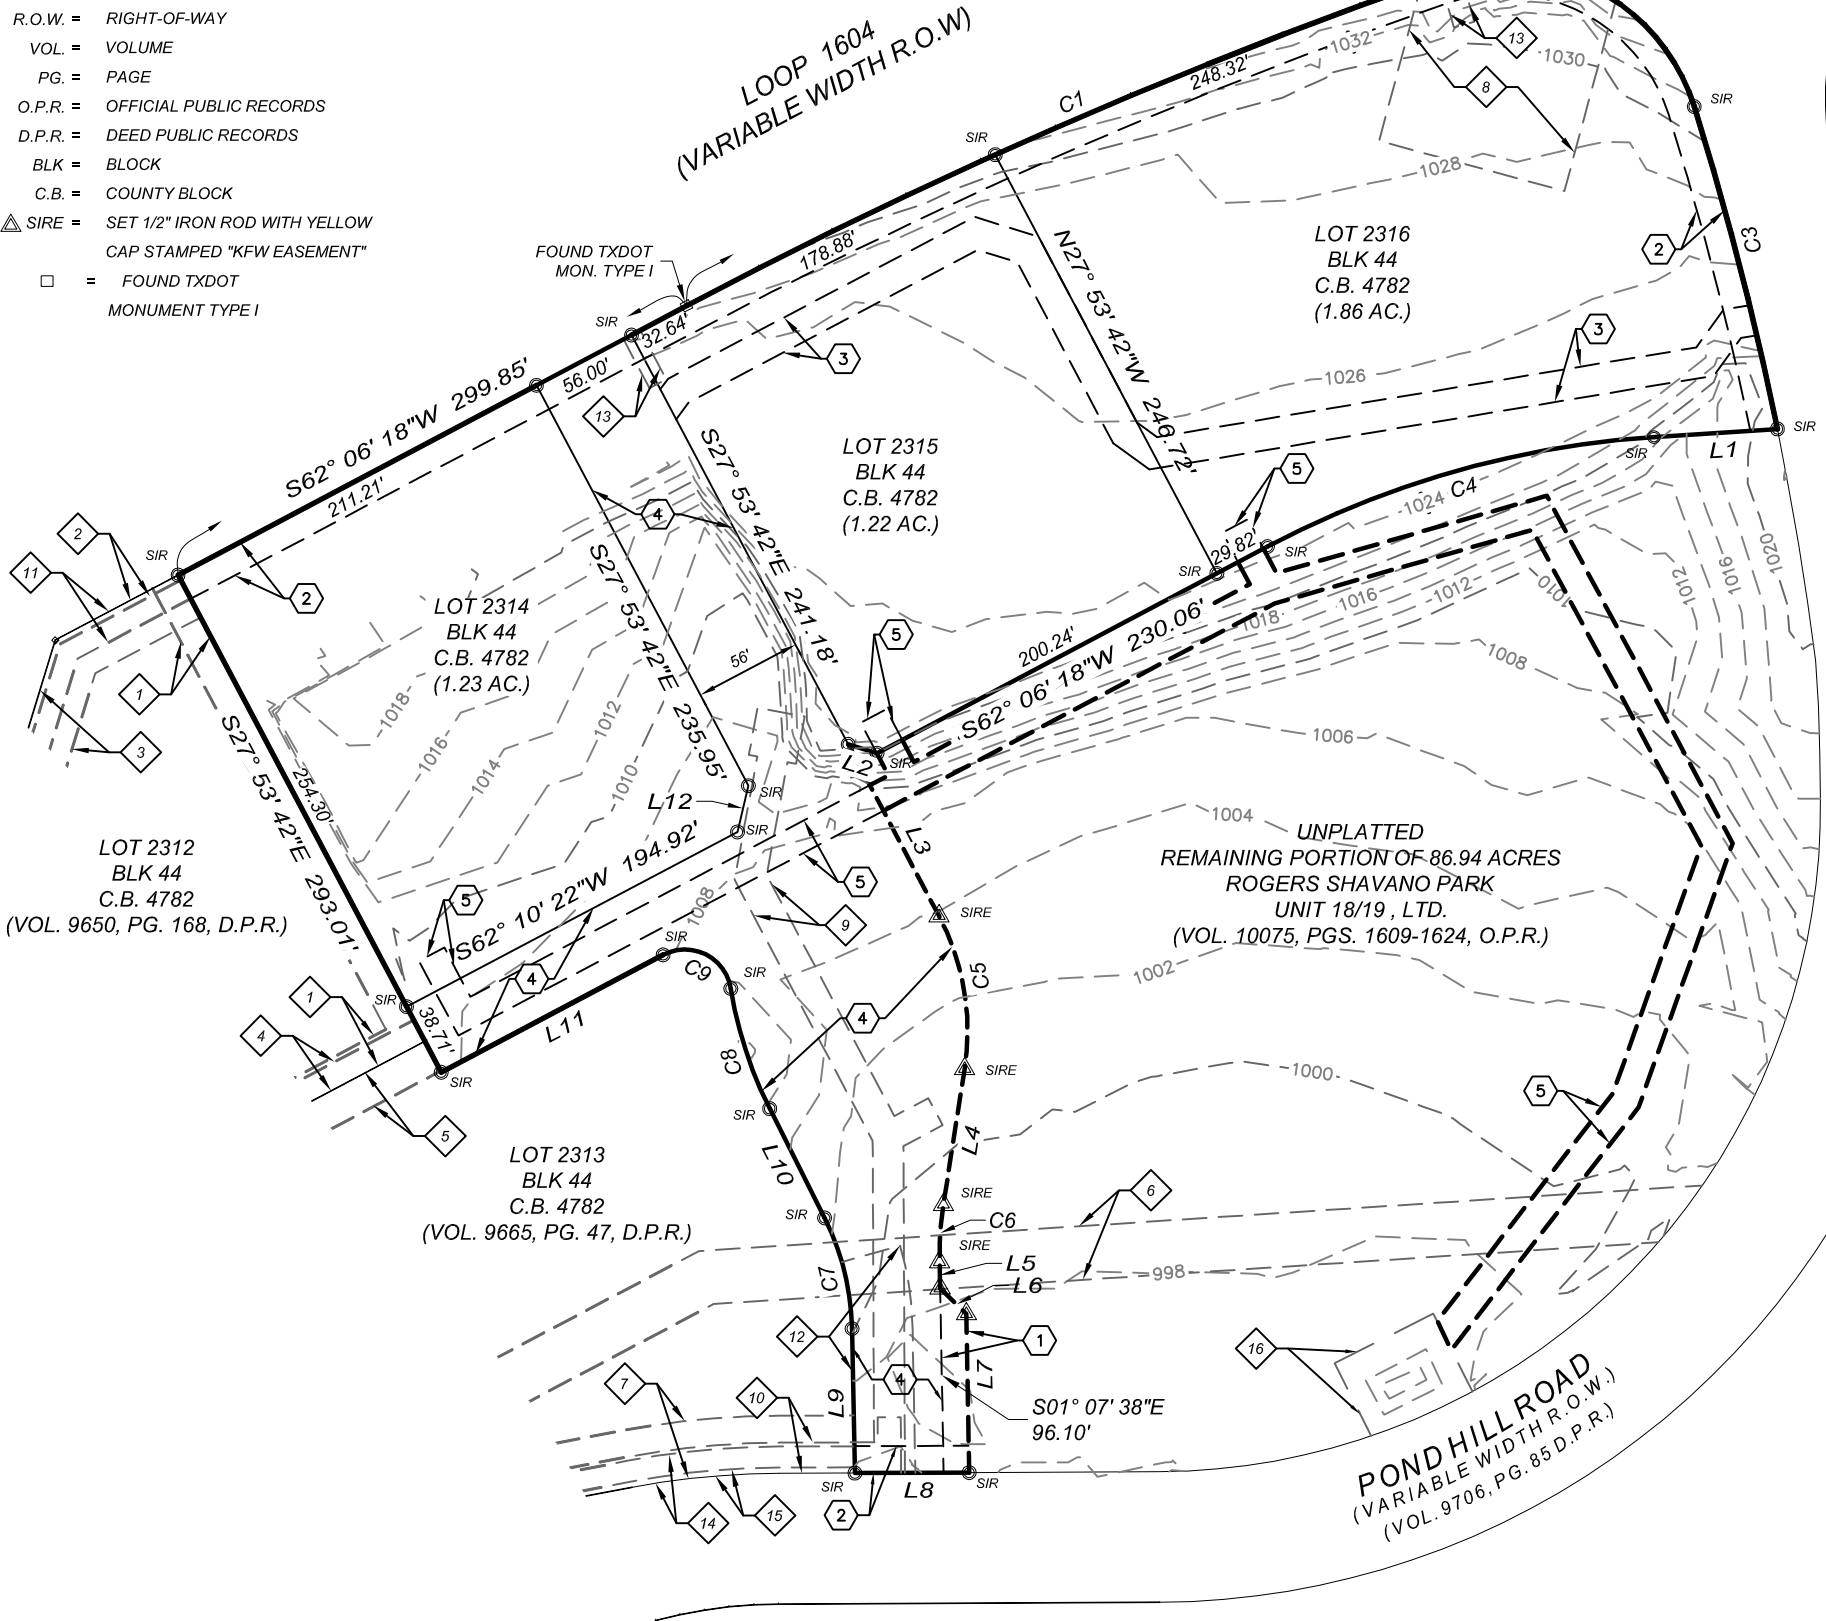 R.O.W. = RIGHT-OF-WAY
VOL. = VOLUME
PG. = PAGE
O.P.R. = OFFICIAL PUBLIC RECORDS
D.P.R. = DEED PUBLIC RECORDS
BLK = BLOCK
C.B. = COUNTY BLOCK
SIRE = SET 1/2" IRON ROD WITH YELLOW
CAP STAMPED "KFW EASEMENT"
□ = FOUND TXDOT
MONUMENT TYPE I
LOOP 1604
(VARIABLE WIDTH R.O.W)
C1
248.32'
1032
13
1030
8
SIR
SIR
1028
FOUND TXDOT
MON. TYPE I
178.88'
LOT 2316
BLK 44
C.B. 4782
(1.86 AC.)
2
C3
N27° 53' 42"W 246.72'
SIR
32.64'
3
3
1026
S62° 06' 18"W 299.85'
56.00'
13
211.21'
LOT 2315
BLK 44
C.B. 4782
(1.22 AC.)
SIR
L1
SIR
5
C4
1024
4
S27° 53' 42"E 241.18'
S27° 53' 42"E 235.95'
2
11
SIR
2
29.82'
SIR
SIR
1020
1016
1012
1010
1016
1012
1018
LOT 2314
BLK 44
C.B. 4782
(1.23 AC.)
56'
5
200.24'
S62° 06' 18"W 230.06'
1008
1
3
1018
1016
1014
1012
1010
1006
SIR
L2
S27° 53' 42"E 293.01'
254.30'
L12
SIR
SIR
L3
1004
LOT 2312
BLK 44
C.B. 4782
(VOL. 9650, PG. 168, D.P.R.)
S62° 10' 22"W 194.92'
5
5
1008
9
SIRE
UNPLATTED
REMAINING PORTION OF 86.94 ACRES
ROGERS SHAVANO PARK
UNIT 18/19 , LTD.
(VOL. 10075, PGS. 1609-1624, O.P.R.)
SIR
C9
SIR
C5
1002
4
1
4
SIR
38.71'
L11
4
C8
SIRE
1000
SIR
5
5
SIR
L10
L4
LOT 2313
BLK 44
C.B. 4782
(VOL. 9665, PG. 47, D.P.R.)
SIRE
6
SIR
C6
SIRE
C7
L5
L6
998
12
1
16
7
10
4
L9
L7
S01° 07' 38"E
96.10'
SIR
L8
SIR
14
15
2
POND HILL ROAD
(VARIABLE WIDTH R.O.W.)
(VOL. 9706, PG. 85 D.P.R.)